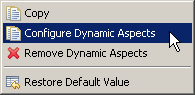 Copy
Configure Dynamic Aspects
Remove Dynamic Aspects
Restore Default Value